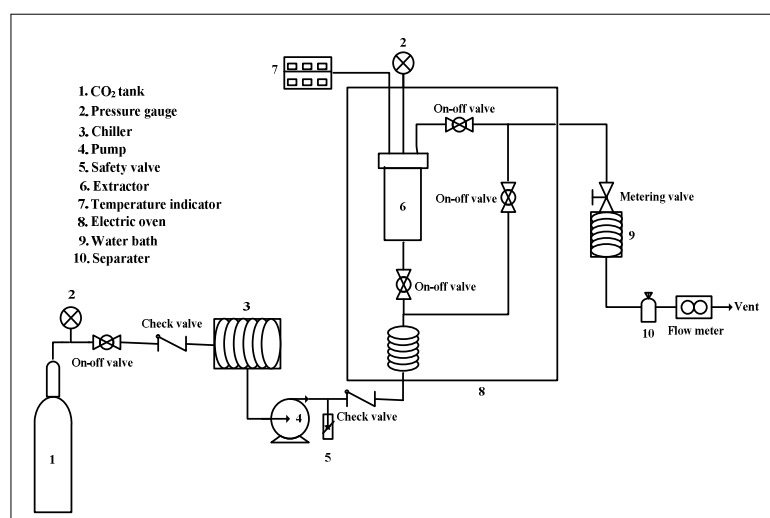 2
7
1. CO₂ tank
2. Pressure gauge
3. Chiller
4. Pump
5. Safety valve
6. Extractor
7. Temperature indicator
8. Electric oven
9. Water bath
10. Separater
On-off valve
On-off valve
6
Metering valve
9
On-off valve
2
3
Check valve
On-off valve
Vent
10
Flow meter
8
4
Check valve
5
1